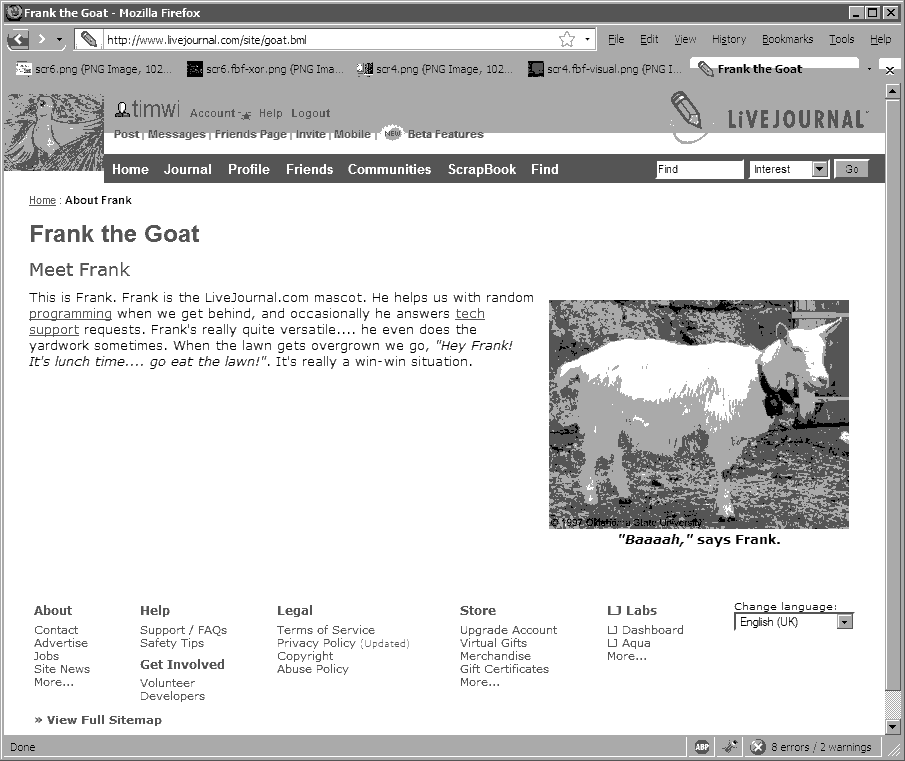 Frank the Goat - Mozilla Firefox
http://www.livejournal.com/site/goat.bml
File Edit View History Bookmarks Tools Help
scr6.png (PNG Image, 102... scr6.fbf-xor.png (PNG Ima... scr4.png (PNG Image, 102... scr4.fbf-visual.png (PNG I... Frank the Goat
timwi Account Help Logout
LiVEJOURNAL
Post | Messages | Friends Page | Invite | Mobile | NEW Beta Features
Home Journal Profile Friends Communities ScrapBook Find Find Interest Go
Home : About Frank
Frank the Goat
Meet Frank
This is Frank. Frank is the LiveJournal.com mascot. He helps us with random
programming when we get behind, and occasionally he answers tech
support requests. Frank's really quite versatile.... he even does the
yardwork sometimes. When the lawn gets overgrown we go, "Hey Frank!
It's lunch time.... go eat the lawn!". It's really a win-win situation.
© 1997 Oklahoma State University
"Baaaah," says Frank.
About
Contact
Advertise
Jobs
Site News
More...
Help
Support / FAQs
Safety Tips
Get Involved
Volunteer
Developers
Legal
Terms of Service
Privacy Policy (Updated)
Copyright
Abuse Policy
Store
Upgrade Account
Virtual Gifts
Merchandise
Gift Certificates
More...
LJ Labs
LJ Dashboard
LJ Aqua
More...
Change language:
English (UK)
» View Full Sitemap
Done ABP 8 errors / 2 warnings